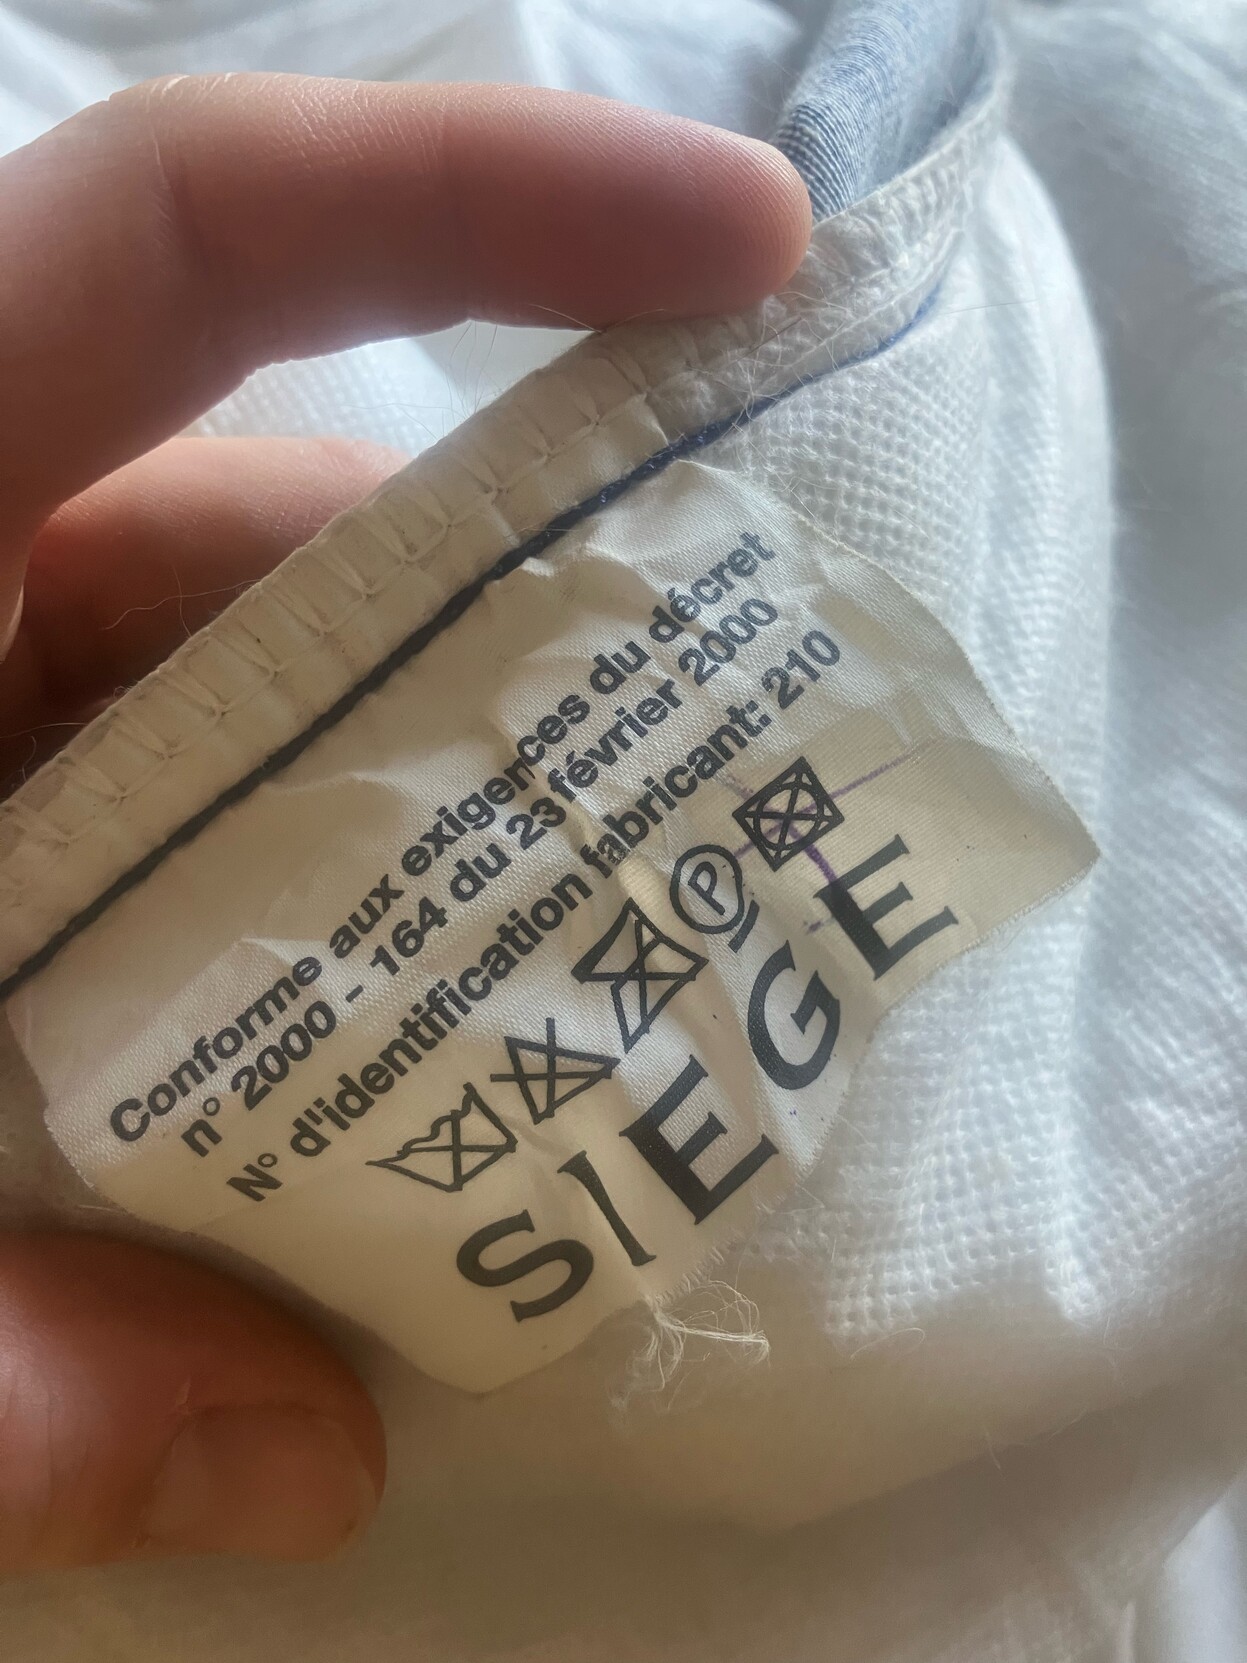 Conforme aux exigences du décret
n° 2000 - 164 du 23 février 2000
N° d'identification fabricant: 210
P
SIEGE